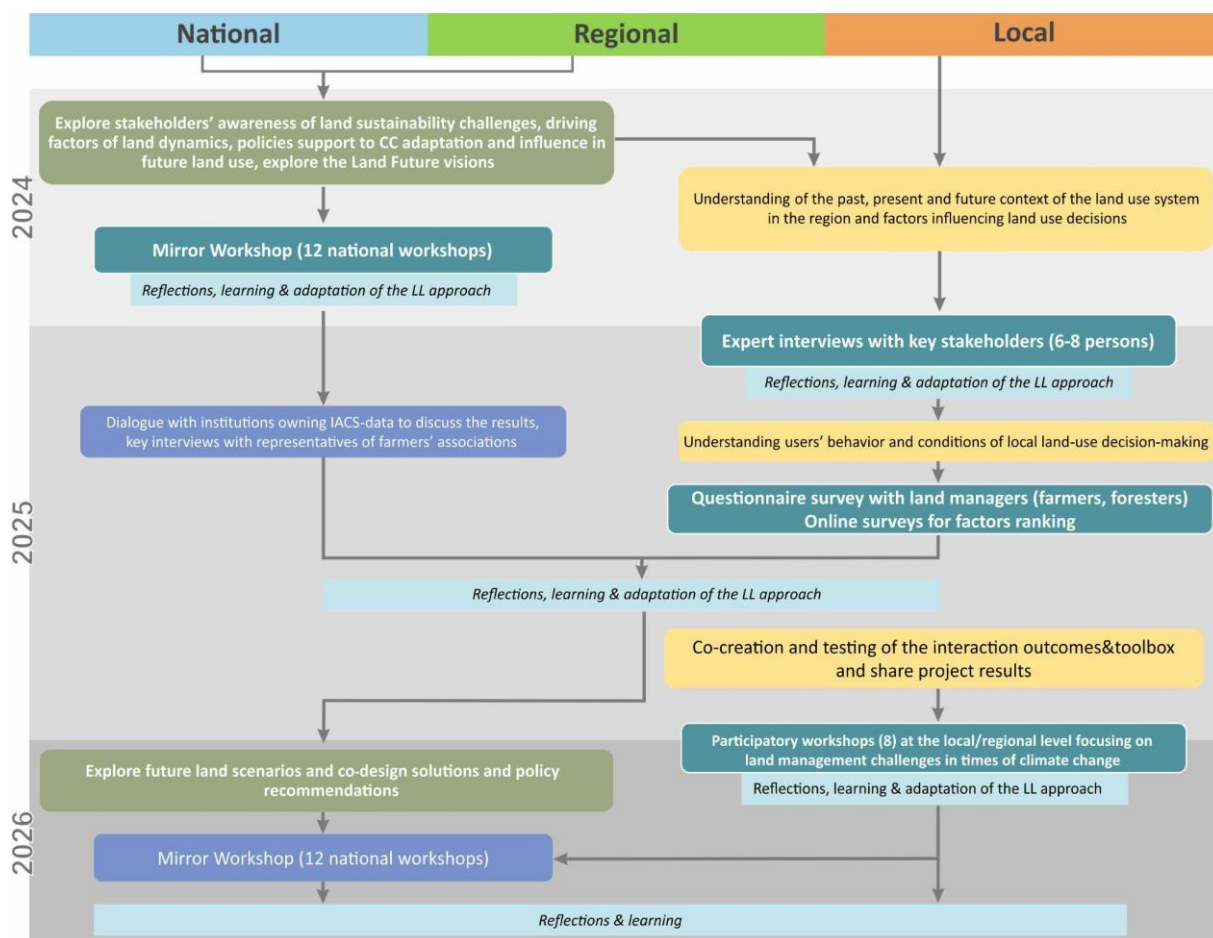 National
Regional
Local
2024
Explore stakeholders' awareness of land sustainability challenges, driving
factors of land dynamics, policies support to CC adaptation and influence in
future land use, explore the Land Future visions
Understanding of the past, present and future context of the land use system
in the region and factors influencing land use decisions
Mirror Workshop (12 national workshops)
Reflections, learning & adaptation of the LL approach
2025
Expert interviews with key stakeholders (6-8 persons)
Reflections, learning & adaptation of the LL approach
Dialogue with institutions owning IACS-data to discuss the results,
key interviews with representatives of farmers' associations
Understanding users' behavior and conditions of local land-use decision-making
Questionnaire survey with land managers (farmers, foresters)
Online surveys for factors ranking
Reflections, learning & adaptation of the LL approach
Co-creation and testing of the interaction outcomes&toolbox
and share project results
2026
Participatory workshops (8) at the local/regional level focusing on
land management challenges in times of climate change
Reflections, learning & adaptation of the LL approach
Explore future land scenarios and co-design solutions and policy
recommendations
Mirror Workshop (12 national workshops)
Reflections & learning